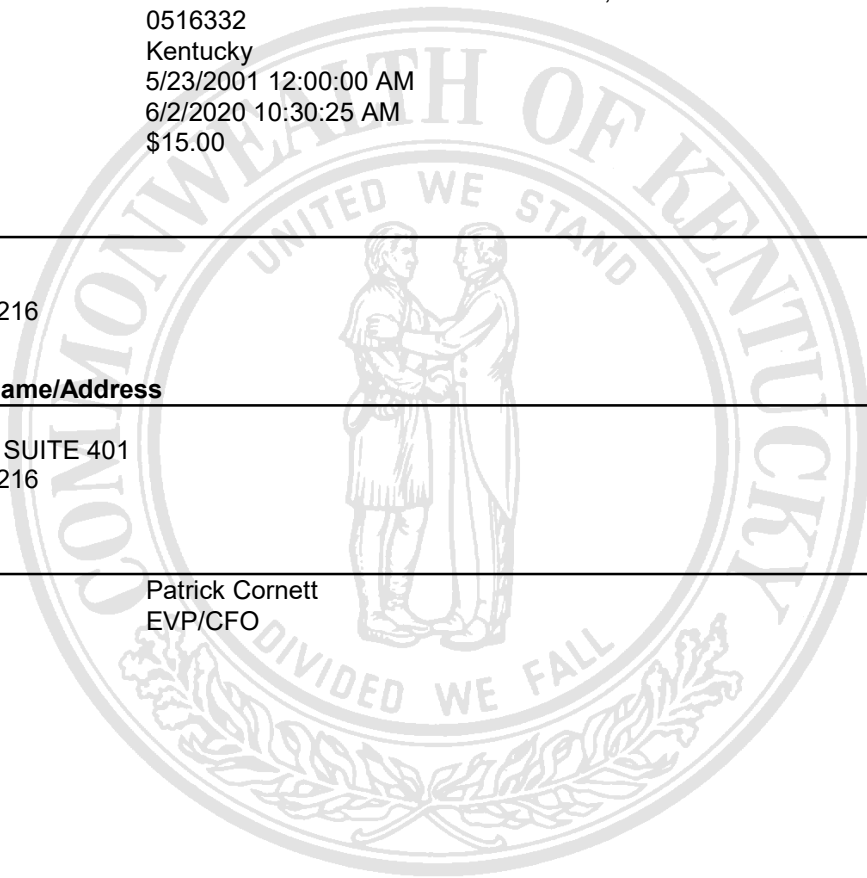 0516332
Kentucky
5/23/2001 12:00:00 AM
6/2/2020 10:30:25 AM
$15.00
COMMONWEALTH OF KENTUCKY
UNITED WE STAND
216
ame/Address
SUITE 401
216
Patrick Cornett
EVP/CFO
DIVIDED WE FALL